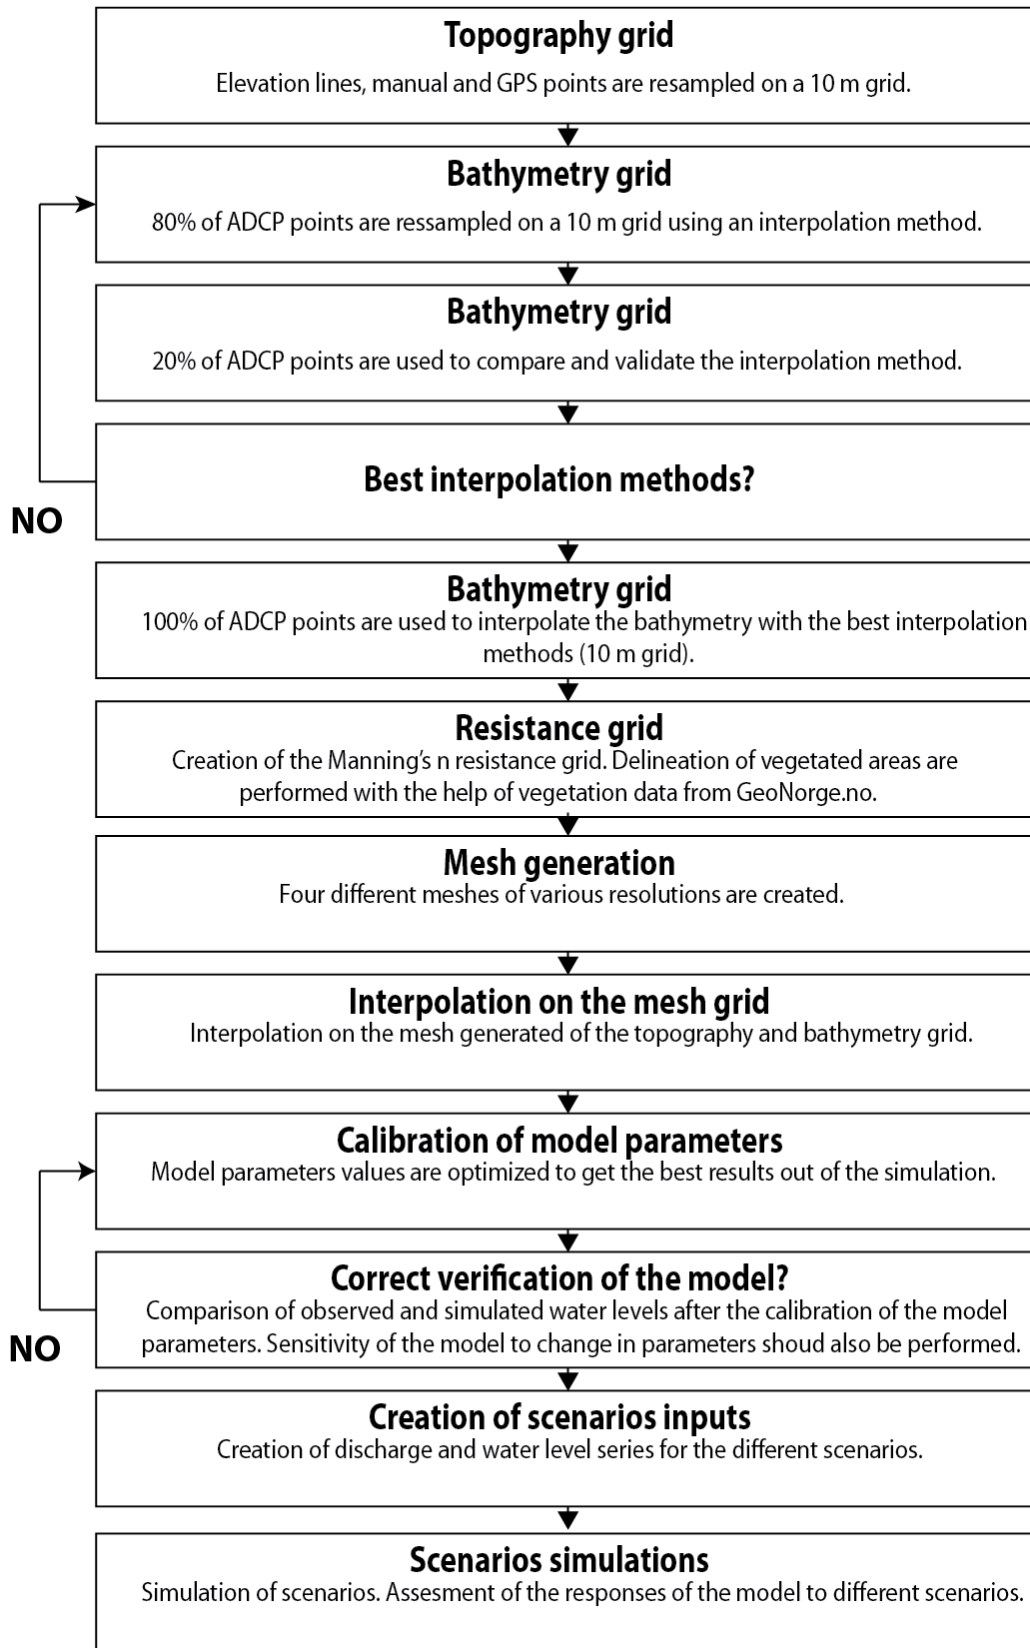 Topography grid
Elevation lines, manual and GPS points are resampled on a 10 m grid.
Bathymetry grid
80% of ADCP points are ressampled on a 10 m grid using an interpolation method.
Bathymetry grid
20% of ADCP points are used to compare and validate the interpolation method.
Best interpolation methods?
NO
Bathymetry grid
100% of ADCP points are used to interpolate the bathymetry with the best interpolation
methods (10 m grid).
Resistance grid
Creation of the Manning's n resistance grid. Delineation of vegetated areas are
performed with the help of vegetation data from GeoNorge.no.
Mesh generation
Four different meshes of various resolutions are created.
Interpolation on the mesh grid
Interpolation on the mesh generated of the topography and bathymetry grid.
Calibration of model parameters
Model parameters values are optimized to get the best results out of the simulation.
Correct verification of the model?
Comparison of observed and simulated water levels after the calibration of the model
parameters. Sensitivity of the model to change in parameters shoud also be performed.
NO
Creation of scenarios inputs
Creation of discharge and water level series for the different scenarios.
Scenarios simulations
Simulation of scenarios. Assesment of the responses of the model to different scenarios.